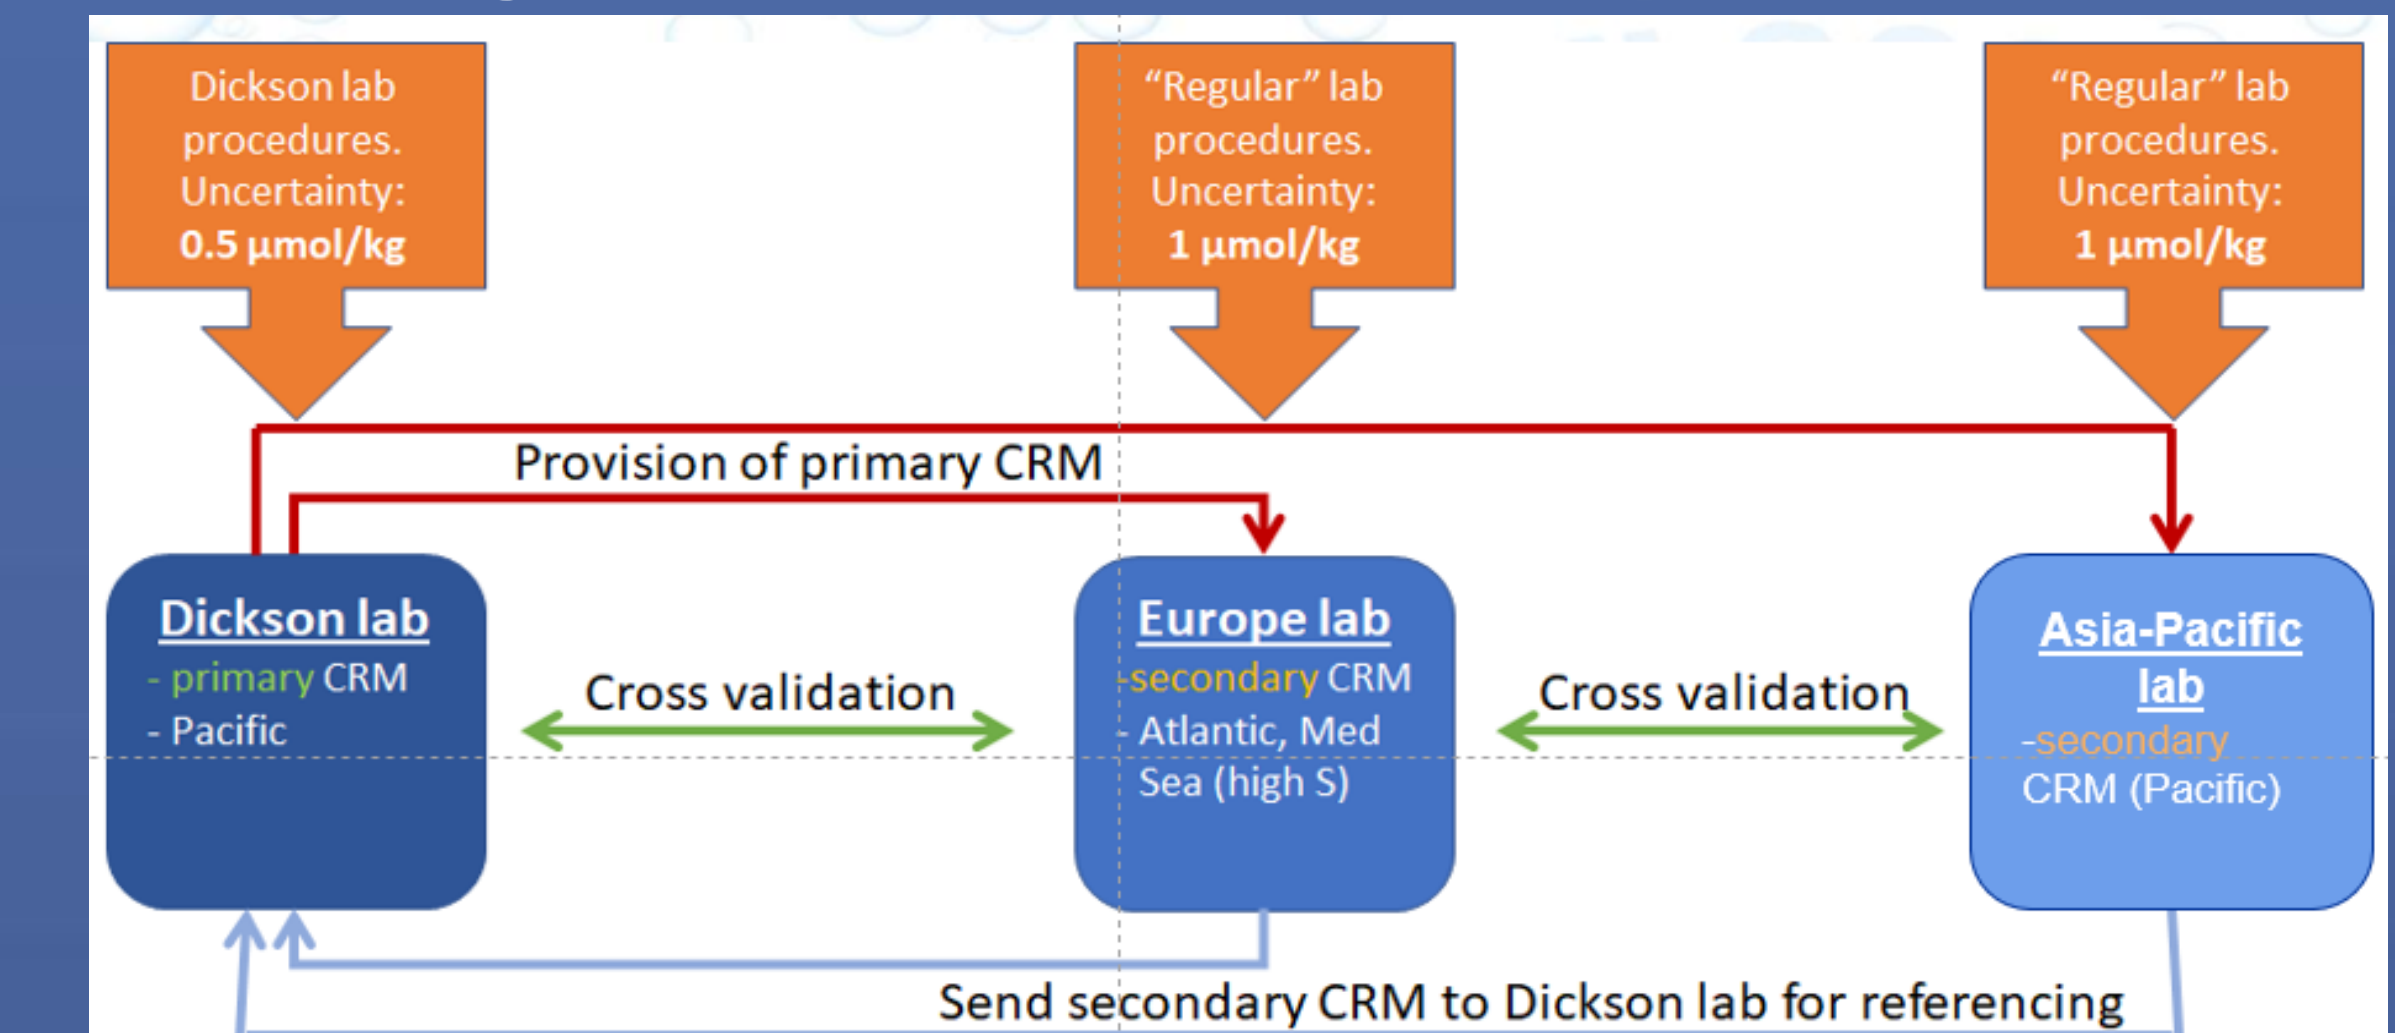 Dickson lab
procedures.
Uncertainty:
0.5 µmol/kg
“Regular” lab
procedures.
Uncertainty:
1 µmol/kg
“Regular” lab
procedures.
Uncertainty:
1 µmol/kg
Provision of primary CRM
Dickson lab
- primary CRM
- Pacific
Cross validation
Europe lab
-secondary CRM
- Atlantic, Med
Sea (high S)
Cross validation
Asia-Pacific
lab
-secondary
CRM (Pacific)
Send secondary CRM to Dickson lab for referencing